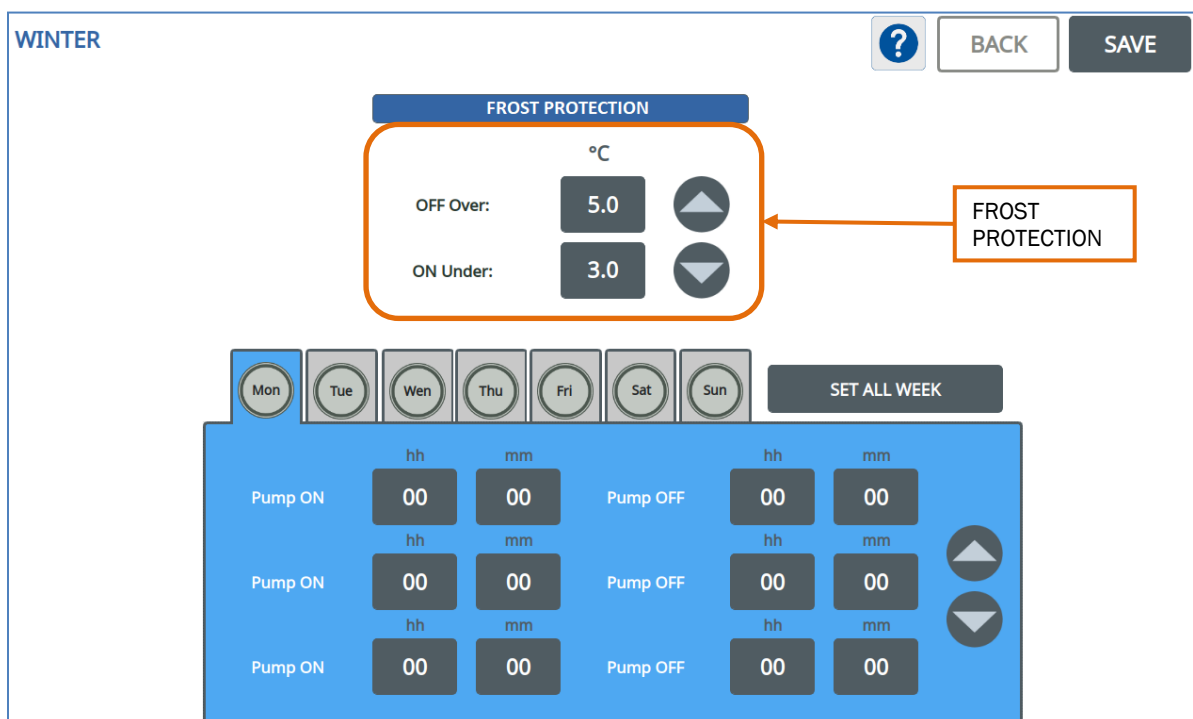 WINTER
?
BACK
SAVE
FROST PROTECTION
°C
OFF Over:
5.0
ON Under:
3.0
FROST
PROTECTION
Mon
Tue
Wen
Thu
Fri
Sat
Sun
SET ALL WEEK
hh mm hh mm
Pump ON 00 00 Pump OFF 00 00
hh mm hh mm
Pump ON 00 00 Pump OFF 00 00
hh mm hh mm
Pump ON 00 00 Pump OFF 00 00